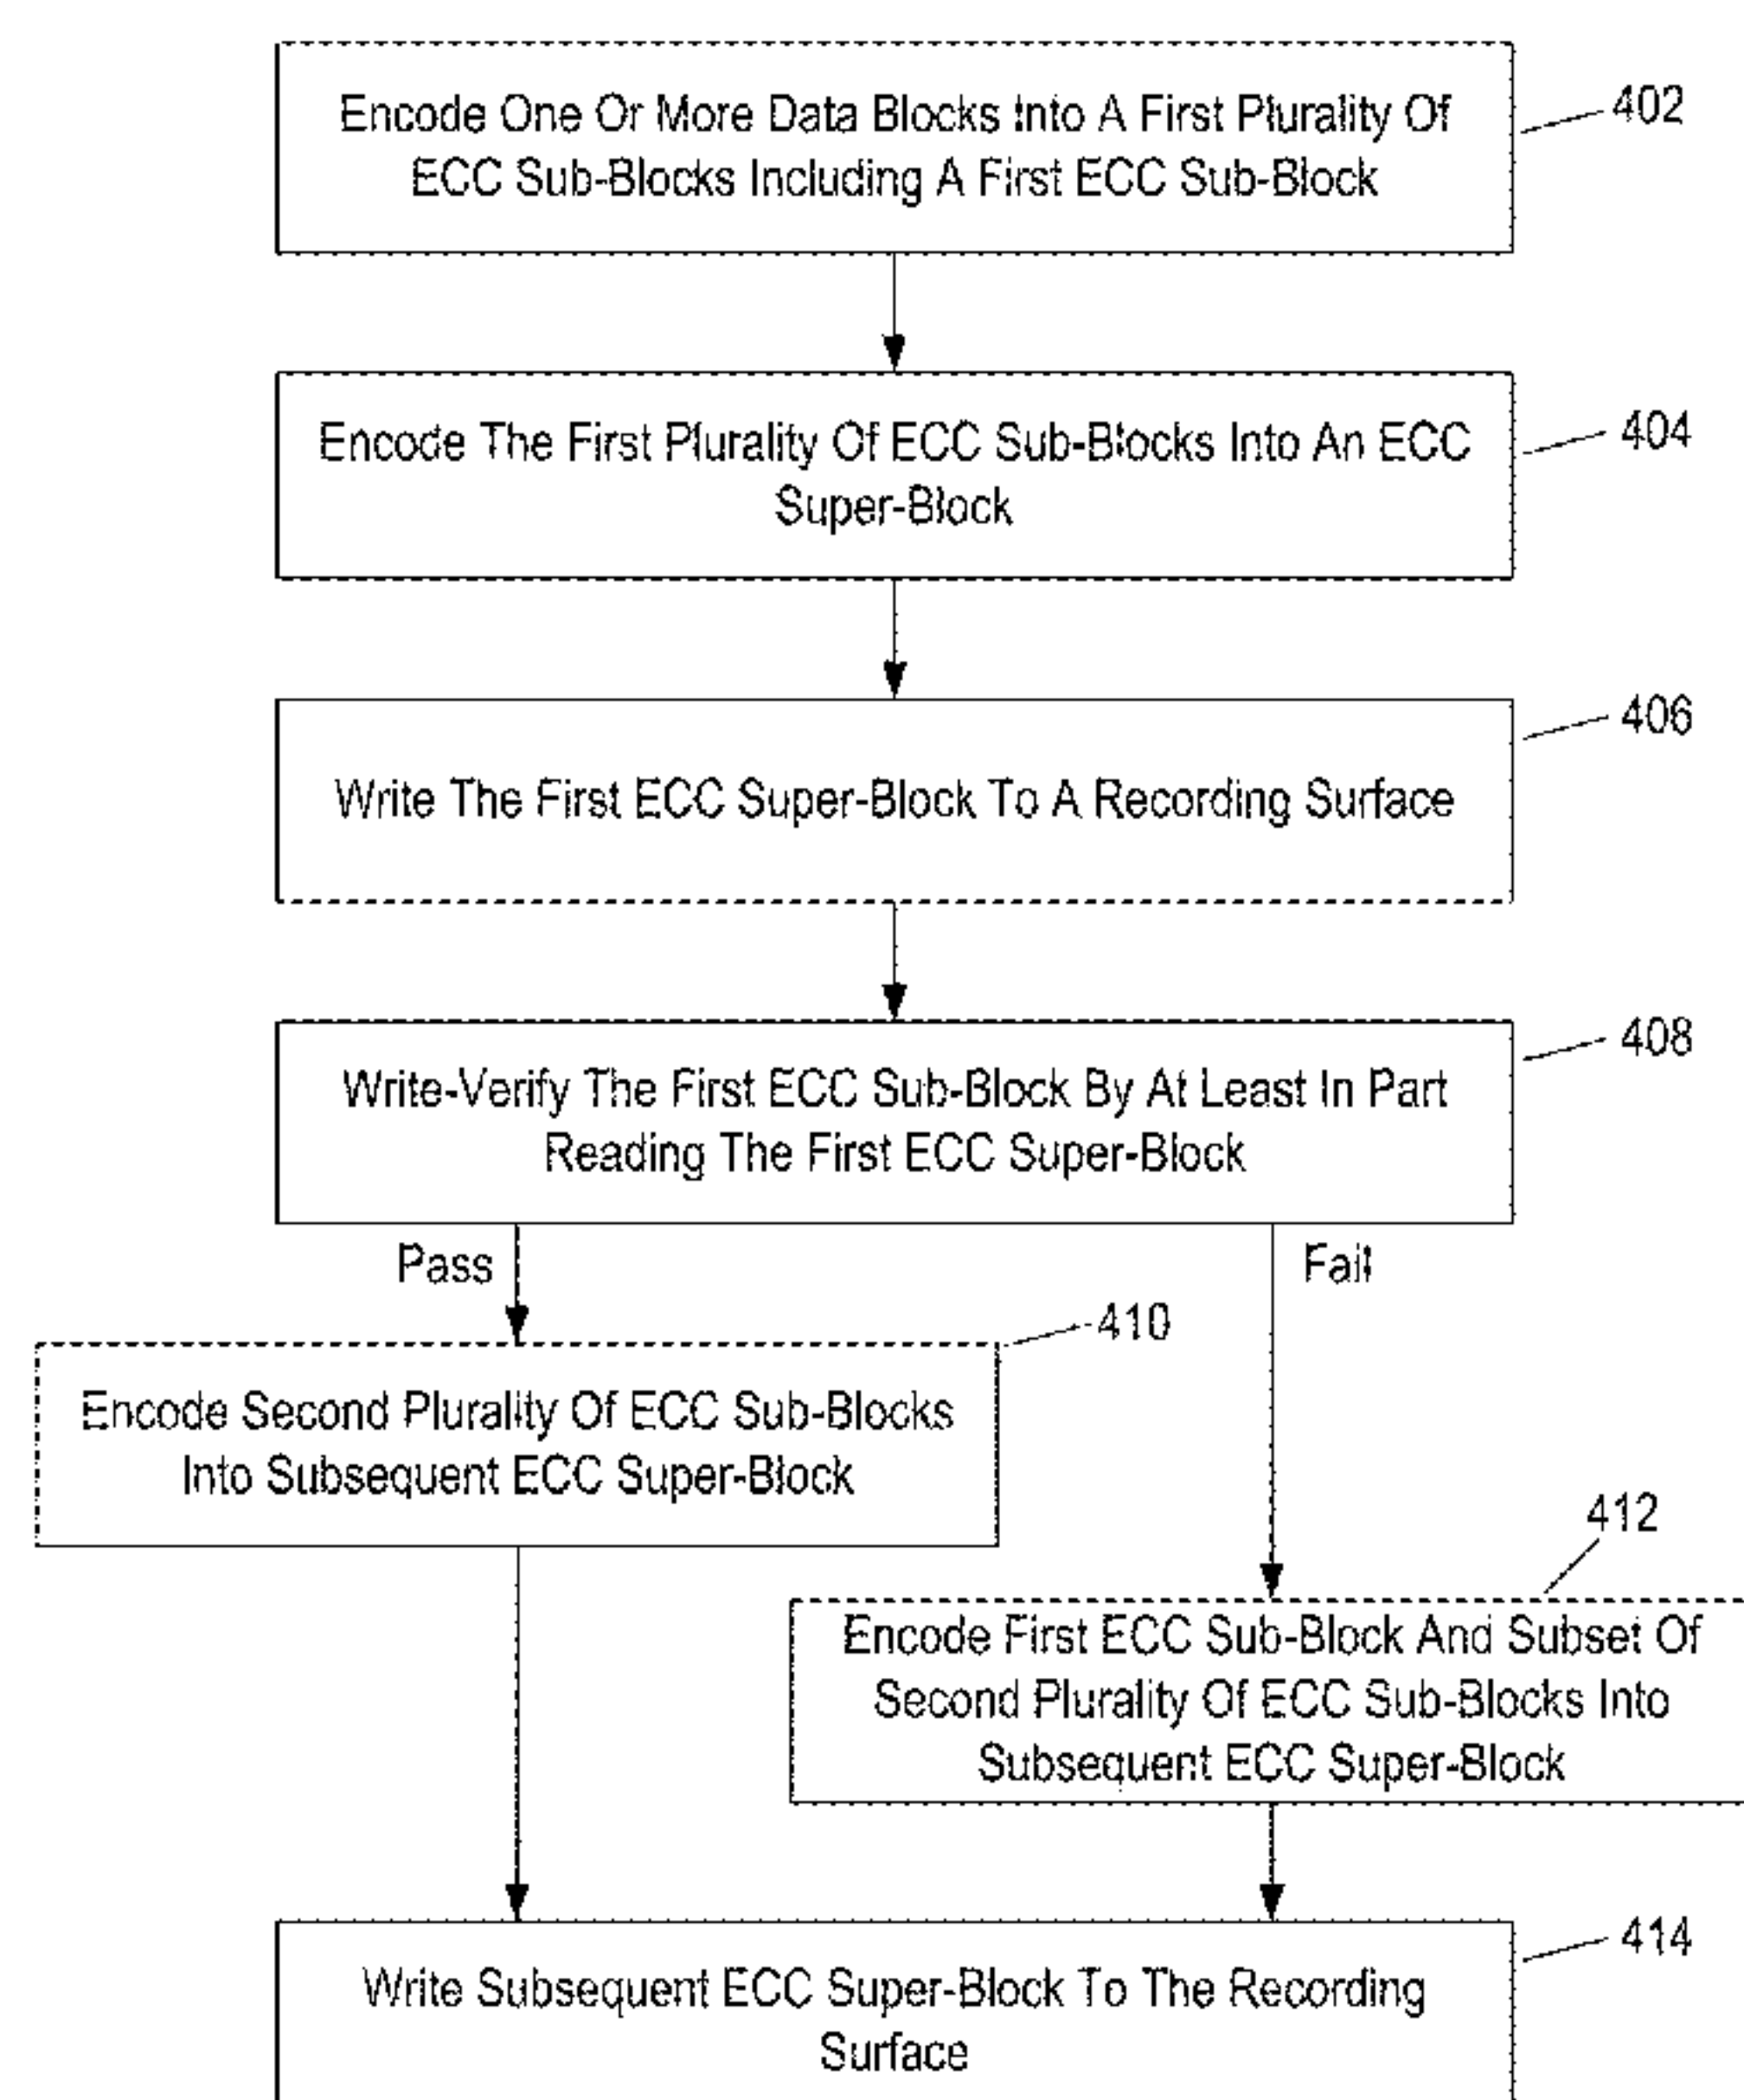 Encode One Or More Data Blocks Into A First Plurality Of
ECC Sub-Blocks Including A First ECC Sub-Block
402
Encode The First Plurality Of ECC Sub-Blocks Into An ECC
Super-Block
404
Write The First ECC Super-Block To A Recording Surface
406
Write-Verify The First ECC Sub-Block By At Least In Part
Reading The First ECC Super-Block
408
Pass
Fail
410
Encode Second Plurality Of ECC Sub-Blocks
Into Subsequent ECC Super-Block
412
Encode First ECC Sub-Block And Subset Of
Second Plurality Of ECC Sub-Blocks Into
Subsequent ECC Super-Block
414
Write Subsequent ECC Super-Block To The Recording
Surface